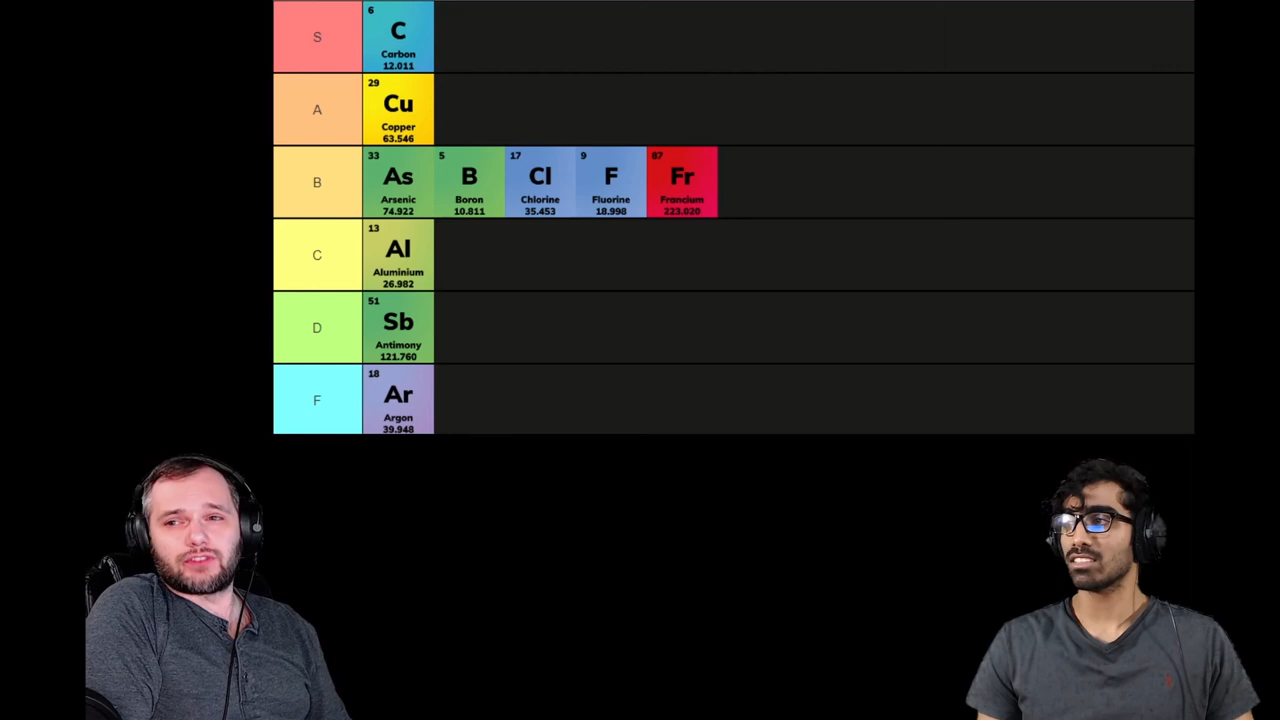 S
6
C
Carbon
12.011
A
29
Cu
Copper
63.546
B
33
As
Arsenic
74.922
5
B
Boron
10.811
17
Cl
Chlorine
35.453
9
F
Fluorine
18.998
87
Fr
Francium
223.020
C
13
Al
Aluminium
26.982
D
51
Sb
Antimony
121.760
F
18
Ar
Argon
39.948